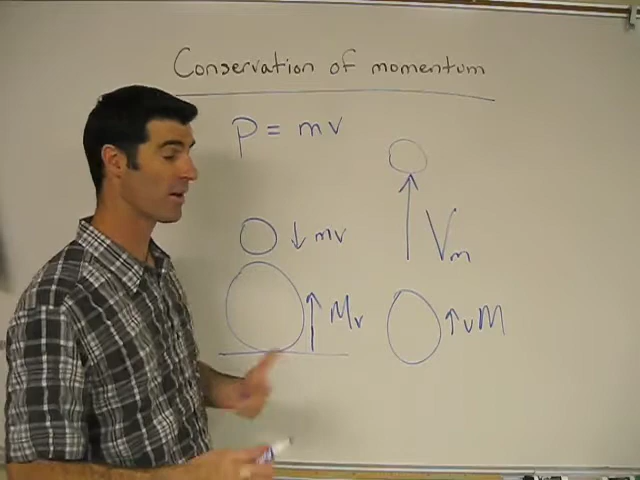 Conservation of momentum
p = mv
↓ mv
↑ Mv
Vm
↑ vM